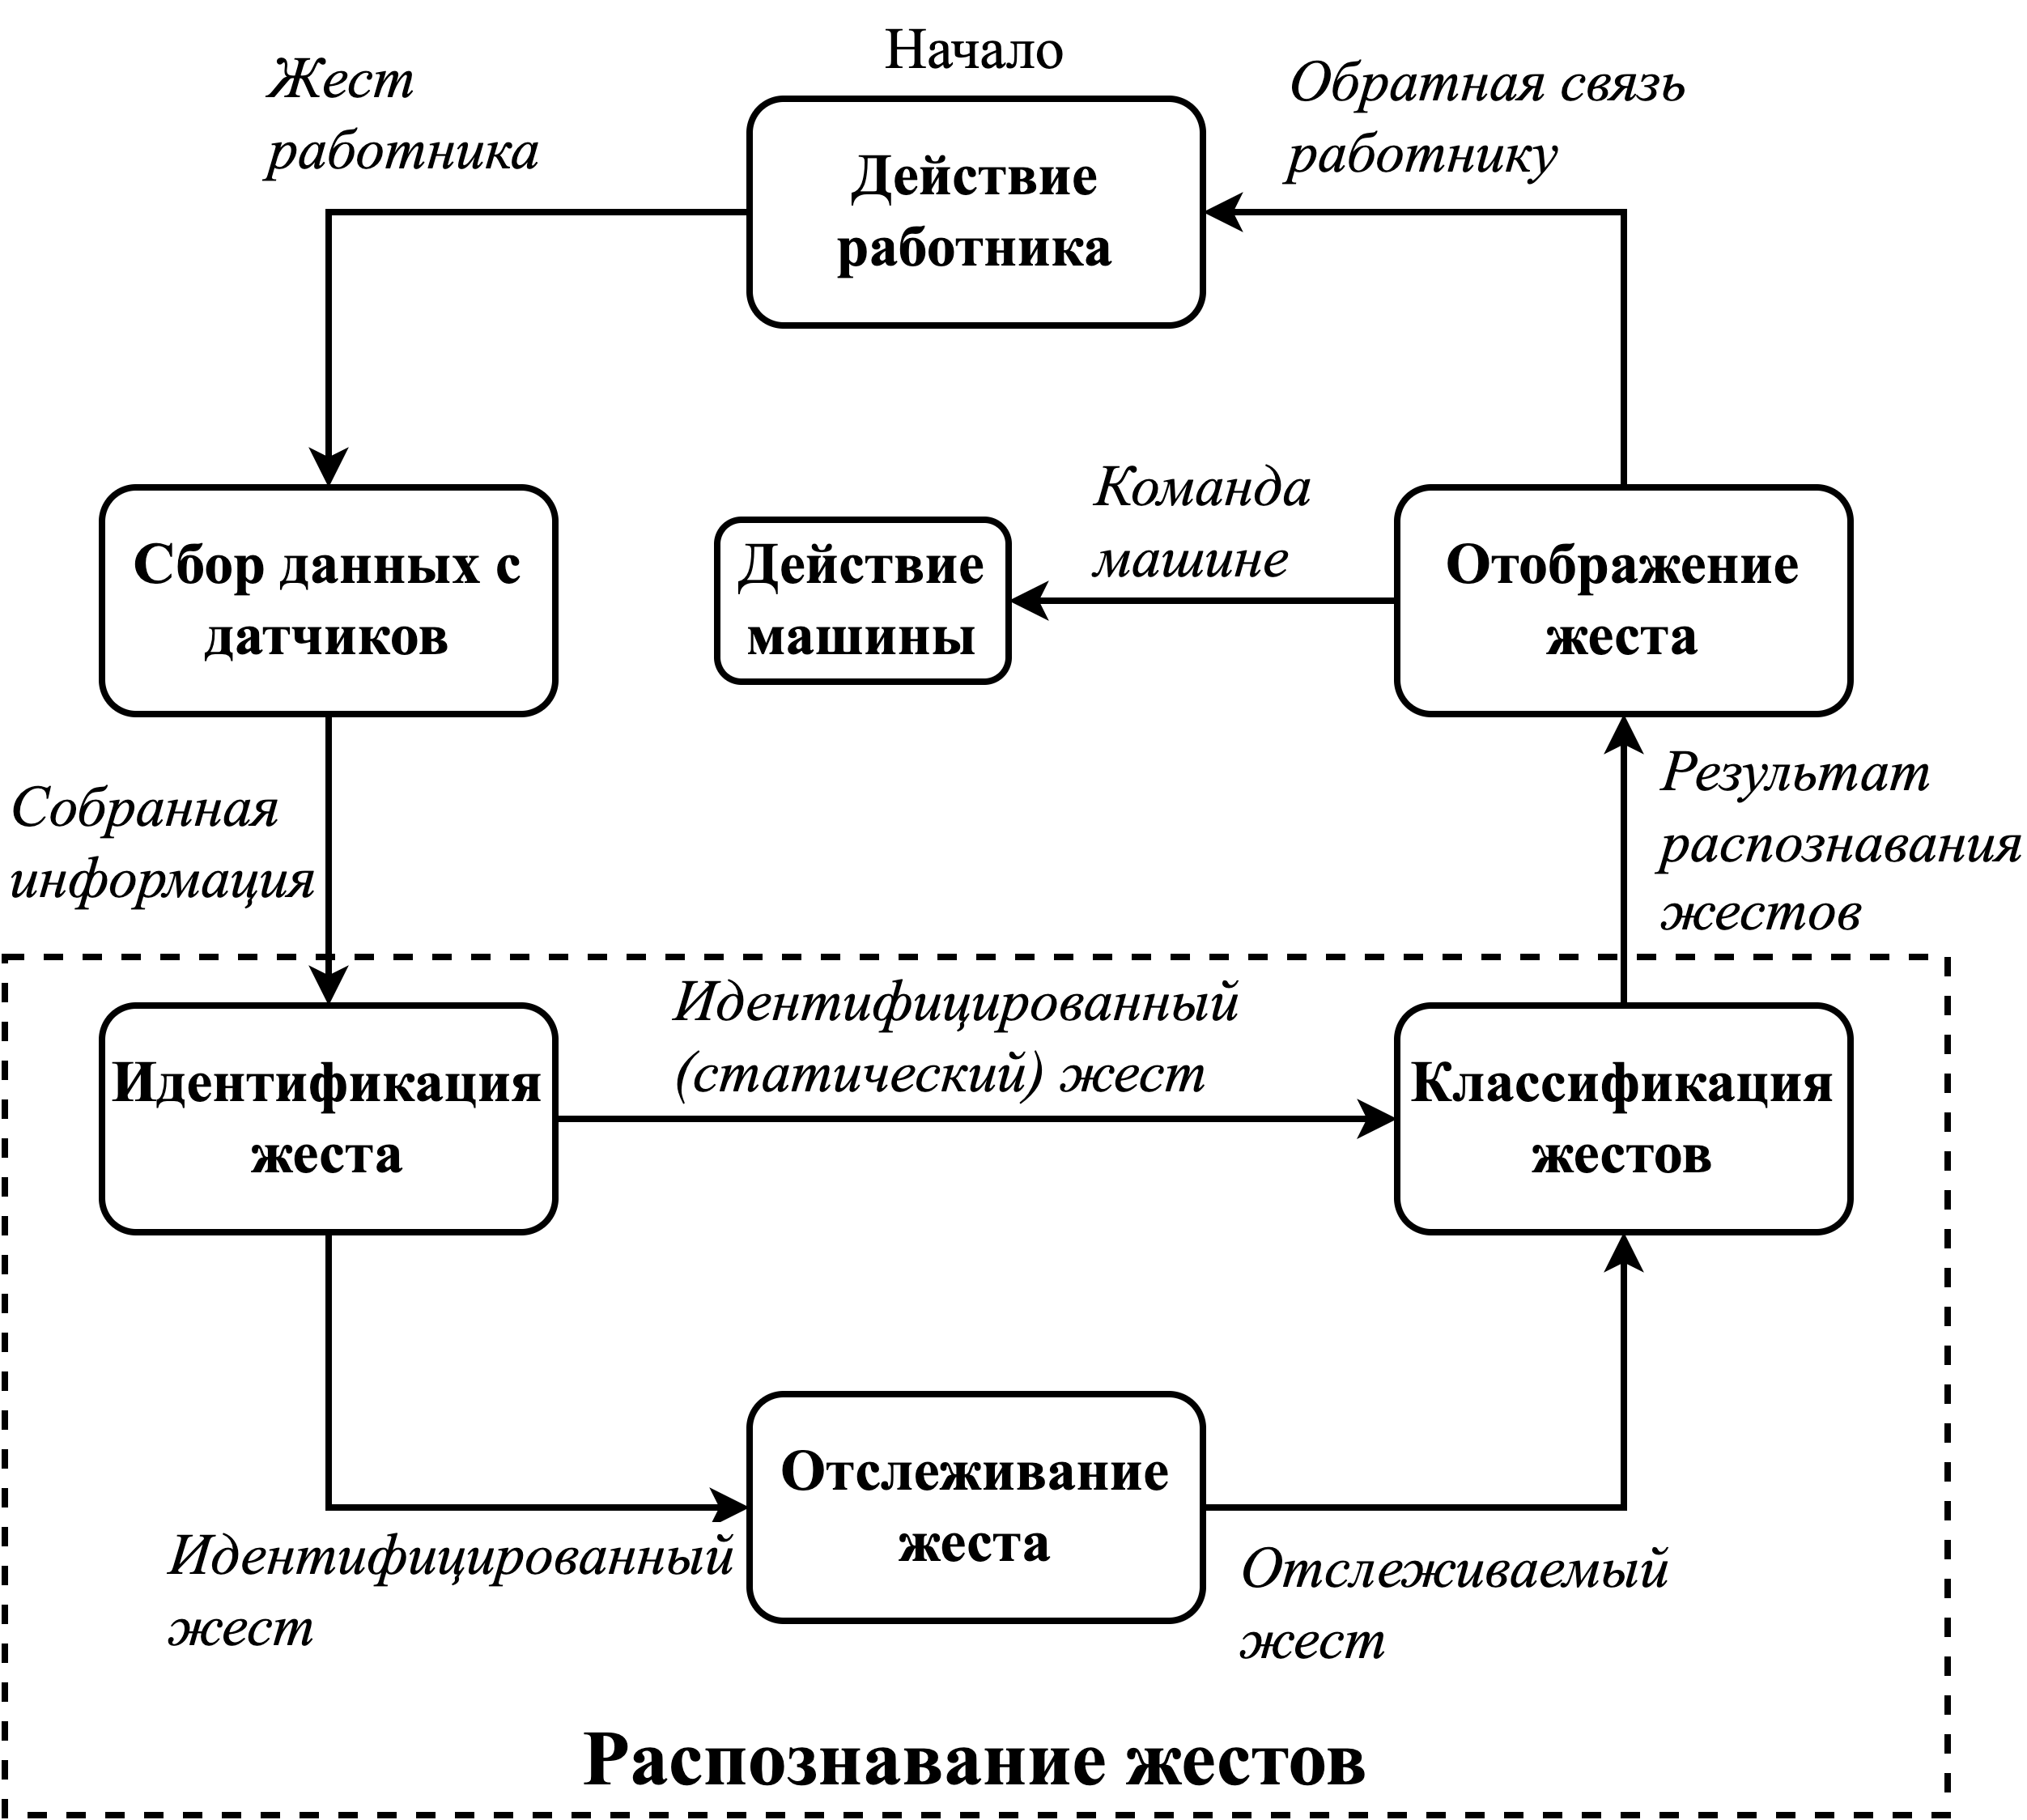 Начало
Жест
работника
Действие
работника
Обратная связь
работнику
Сбор данных с
датчиков
Действие
машины
Команда
машине
Отображение
жеста
Собранная
информация
Результат
распознавания
жестов
Идентификация
жеста
Идентифицированный
(статический) жест
Классификация
жестов
Идентифицированный
жест
Отслеживание
жеста
Отслеживаемый
жест
Распознавание жестов